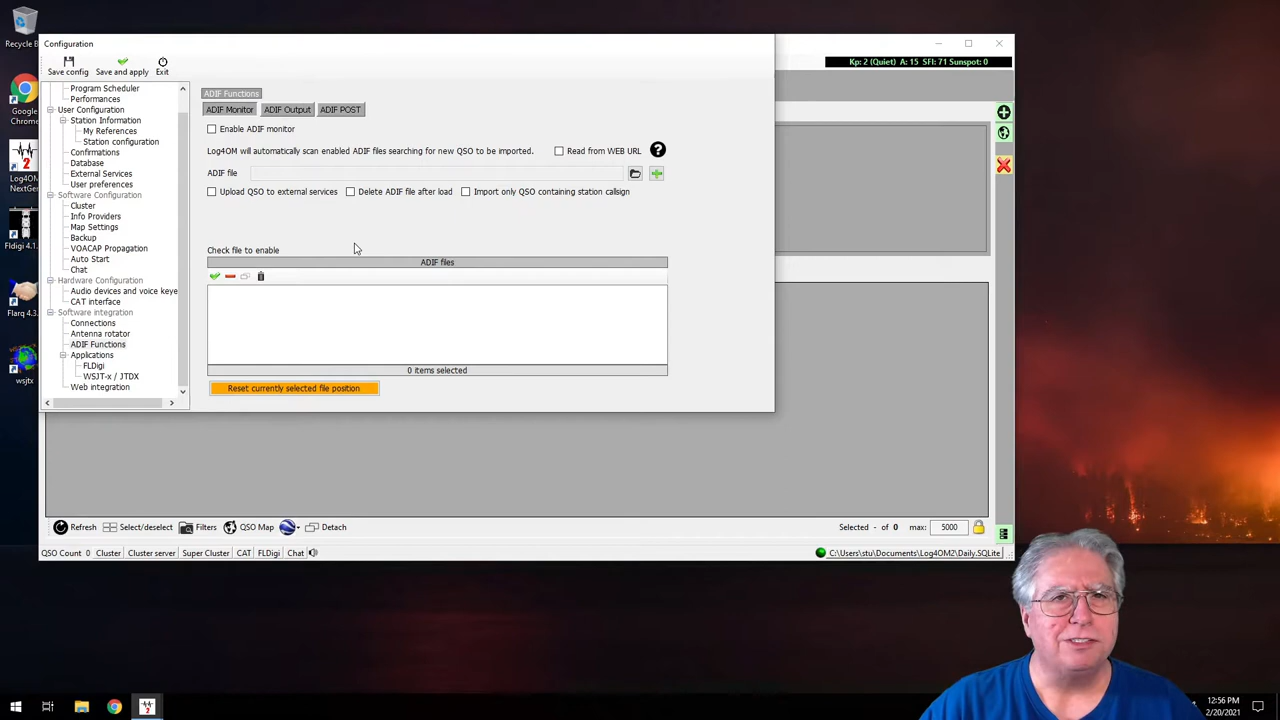 Recycle B
Google
Chrome
Log4OM
NextGen
Fldigi 4.1...
Flarq 4.3...
wsjtx
Configuration
Save config
Save and apply
Exit
Kp: 2 (Quiet) A: 15 SFI: 71 Sunspot: 0
Program Scheduler
Performances
User Configuration
Station Information
My References
Station configuration
Confirmations
Database
External Services
User preferences
Software Configuration
Cluster
Info Providers
Map Settings
Backup
VOACAP Propagation
Auto Start
Chat
Hardware Configuration
Audio devices and voice keye
CAT interface
Software integration
Connections
Antenna rotator
ADIF Functions
Applications
FLDigi
WSJT-x / JTDX
Web integration
ADIF Functions
ADIF Monitor ADIF Output ADIF POST
Enable ADIF monitor
Log4OM will automatically scan enabled ADIF files searching for new QSO to be imported. Read from WEB URL ?
ADIF file
Upload QSO to external services Delete ADIF file after load Import only QSO containing station callsign
Check file to enable
ADIF files
0 items selected
Reset currently selected file position
Refresh Select/deselect Filters QSO Map Detach Selected - of 0 max: 5000
QSO Count 0 Cluster Cluster server Super Cluster CAT FLDigi Chat C:\Users\stu\Documents\Log4OM2\Daily.SQLite
2
12:56 PM
2/20/2021